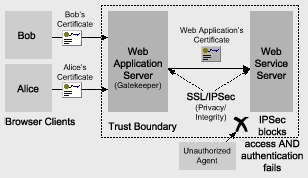 Bob's
Certificate
Bob
Alice's
Certificate
Alice
Browser Clients
Web
Application
Server
(Gatekeeper)
Web Application's
Certificate
Web
Service
Server
SSL/IPSec
(Privacy/
Integrity)
Trust Boundary
Unauthorized
Agent
IPSec
blocks
access AND
authentication
fails